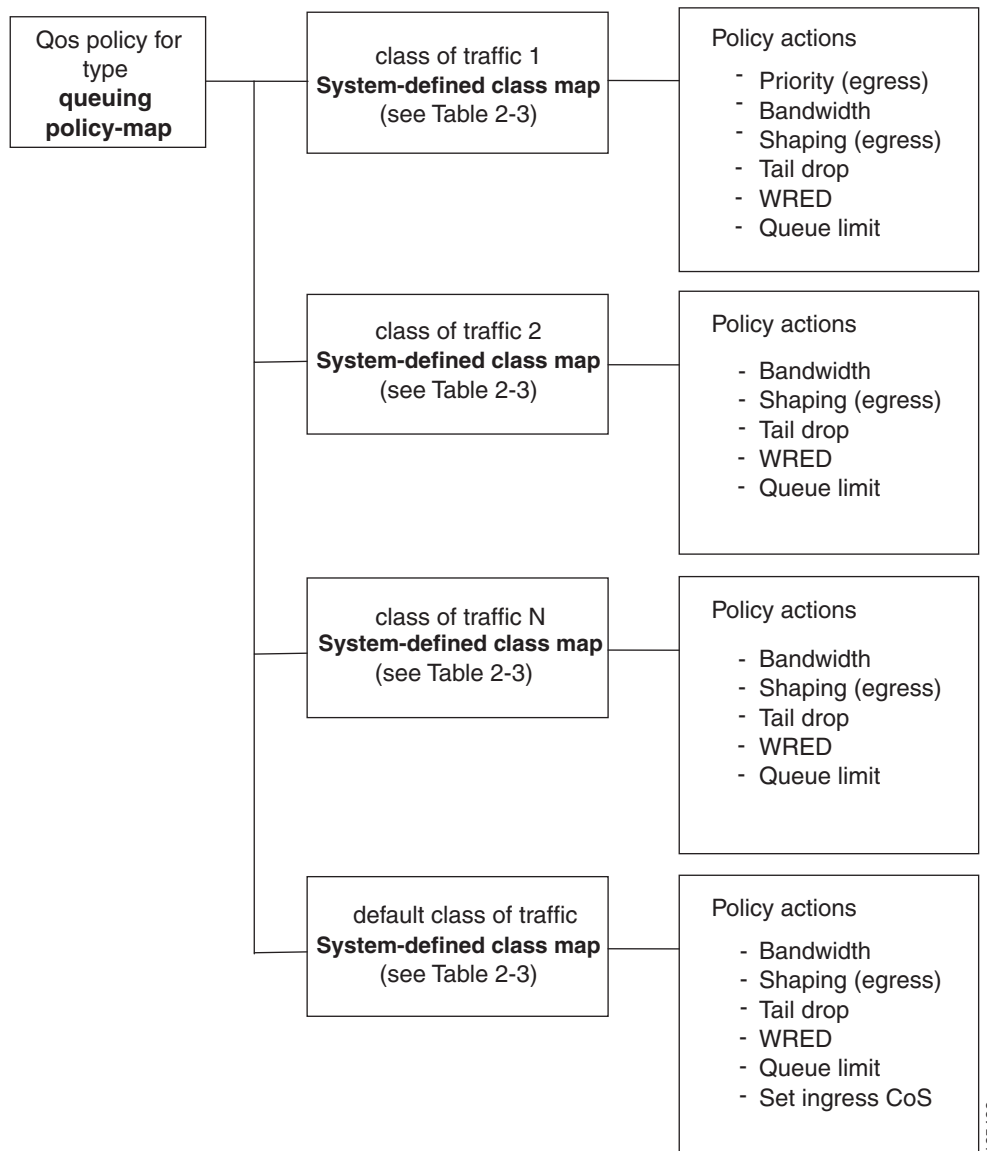 Qos policy for
type
queuing
policy-map
class of traffic 1
System-defined class map
(see Table 2-3)
Policy actions
- Priority (egress)
- Bandwidth
- Shaping (egress)
- Tail drop
- WRED
- Queue limit
class of traffic 2
System-defined class map
(see Table 2-3)
Policy actions
- Bandwidth
- Shaping (egress)
- Tail drop
- WRED
- Queue limit
class of traffic N
System-defined class map
(see Table 2-3)
Policy actions
- Bandwidth
- Shaping (egress)
- Tail drop
- WRED
- Queue limit
default class of traffic
System-defined class map
(see Table 2-3)
Policy actions
- Bandwidth
- Shaping (egress)
- Tail drop
- WRED
- Queue limit
- Set ingress CoS